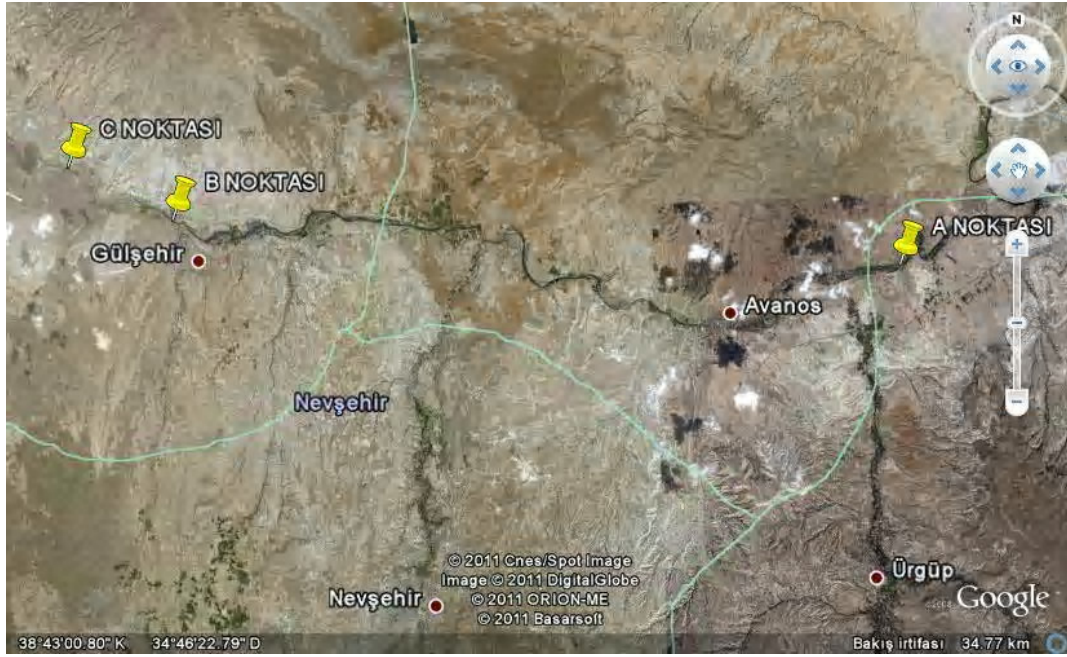 N
C NOKTASI
B NOKTASI
A NOKTASI
Gülşehir
Avanos
Nevşehir
Ürgüp
Nevşehir
© 2011 Cnes/Spot Image
Image © 2011 DigitalGlobe
© 2011 ORION-ME
© 2011 Basarsoft
Google
38°43'00.80" K 34°46'22.79" D
Bakış irtifası 34.77 km